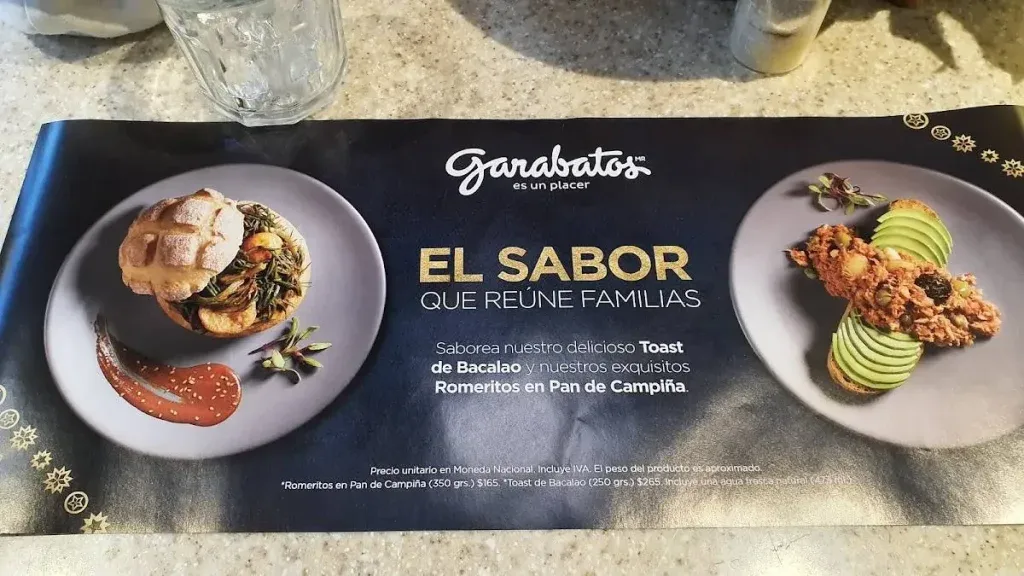 Garabatos MR
es un placer
EL SABOR
QUE REÚNE FAMILIAS
Saborea nuestro delicioso Toast
de Bacalao y nuestros exquisitos
Romeritos en Pan de Campiña.
Precio unitario en Moneda Nacional. Incluye IVA. El peso del producto es aproximado.
*Romeritos en Pan de Campiña (350 grs.) $165. *Toast de Bacalao (250 grs.) $265. Incluye una agua fresca natural